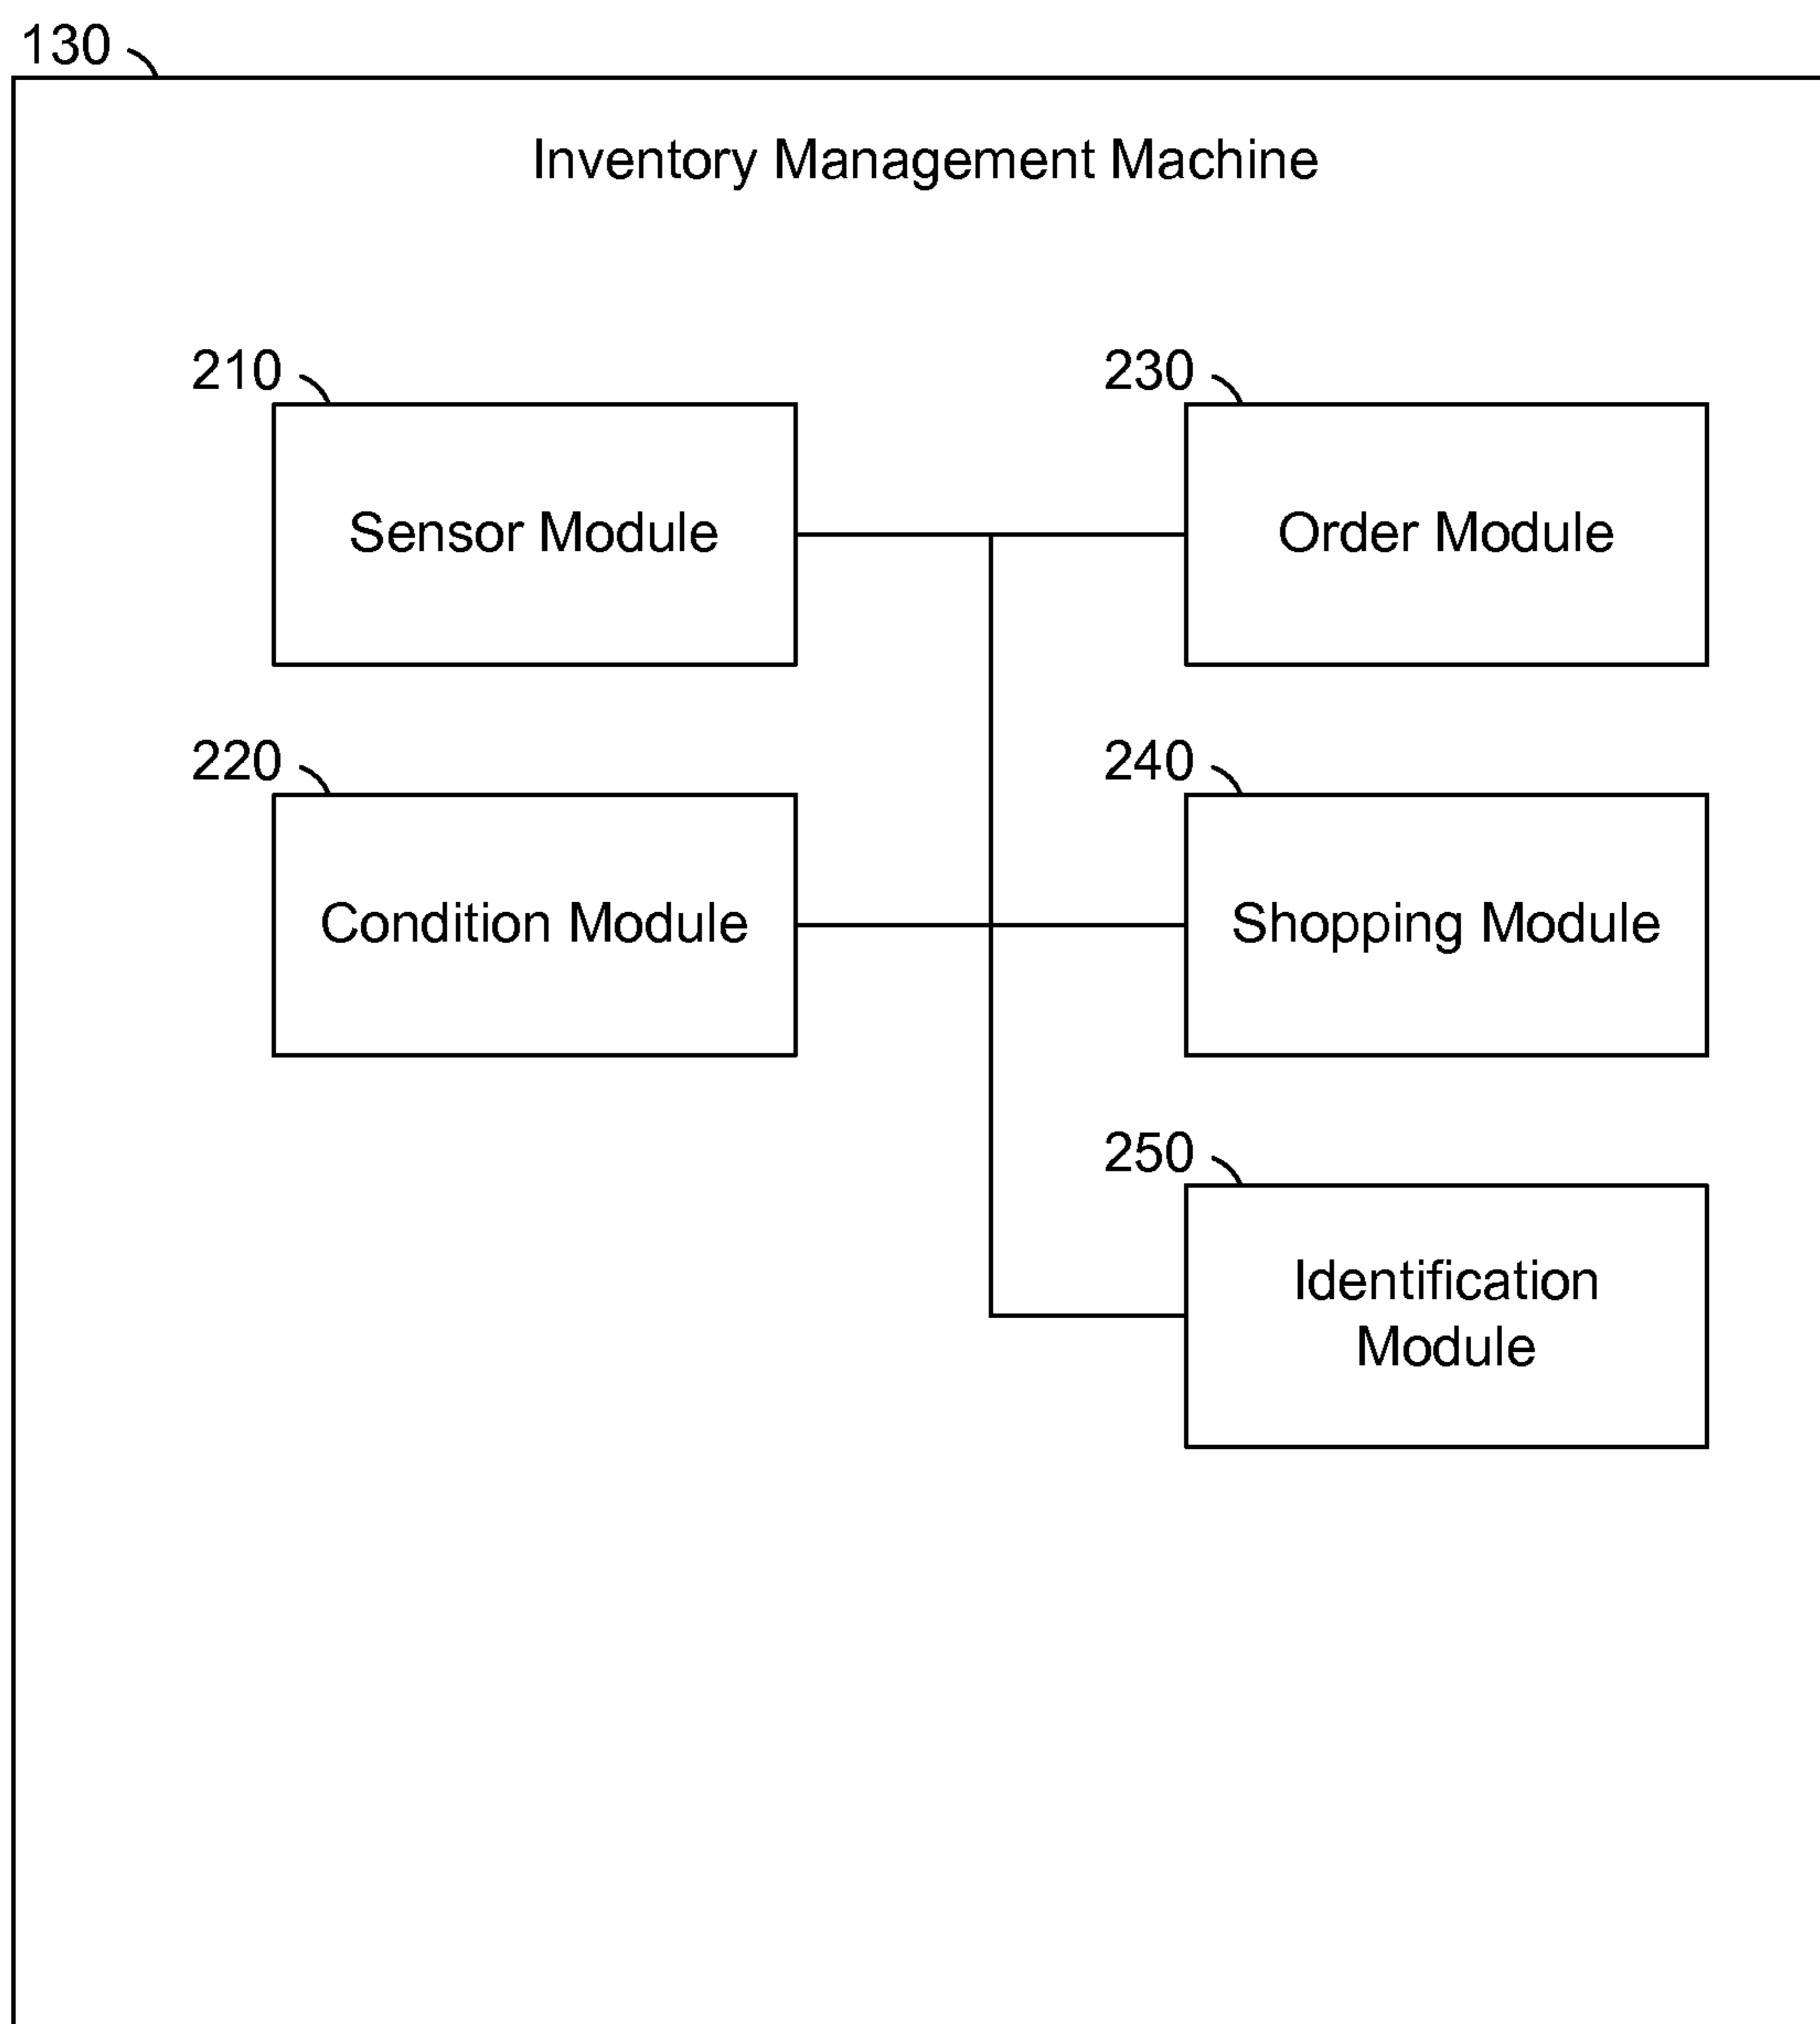 130
Inventory Management Machine
210
230
Sensor Module
Order Module
220
240
Condition Module
Shopping Module
250
Identification
Module